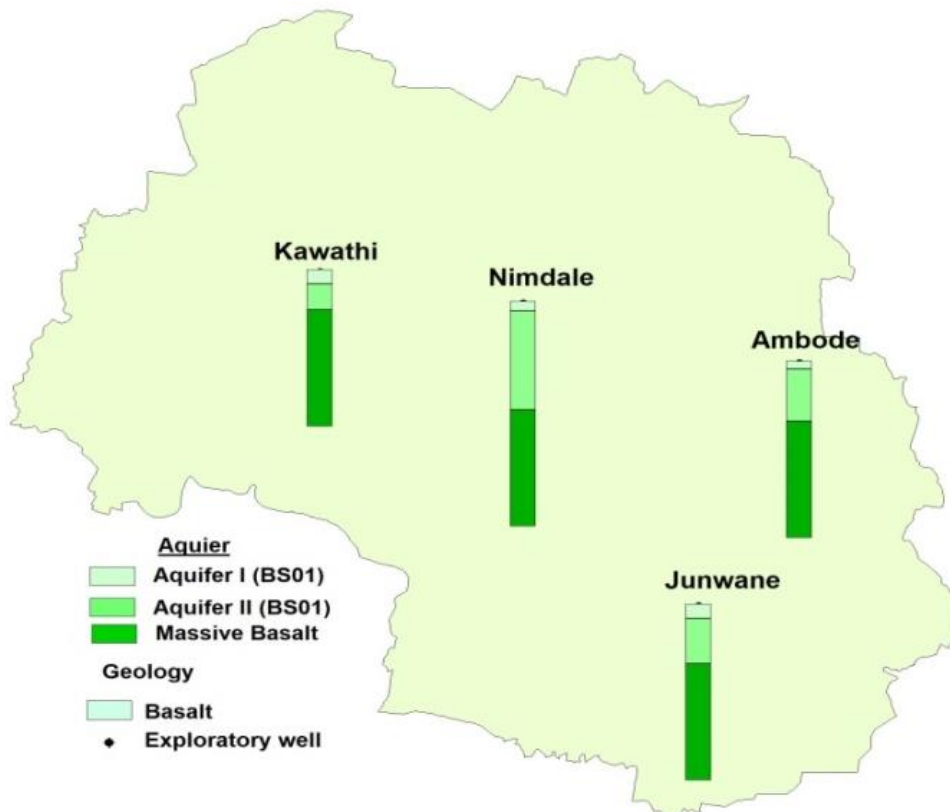 Kawathi
Nimdale
Ambode
Junwane
Aquier
Aquifer I (BS01)
Aquifer II (BS01)
Massive Basalt
Geology
Basalt
Exploratory well